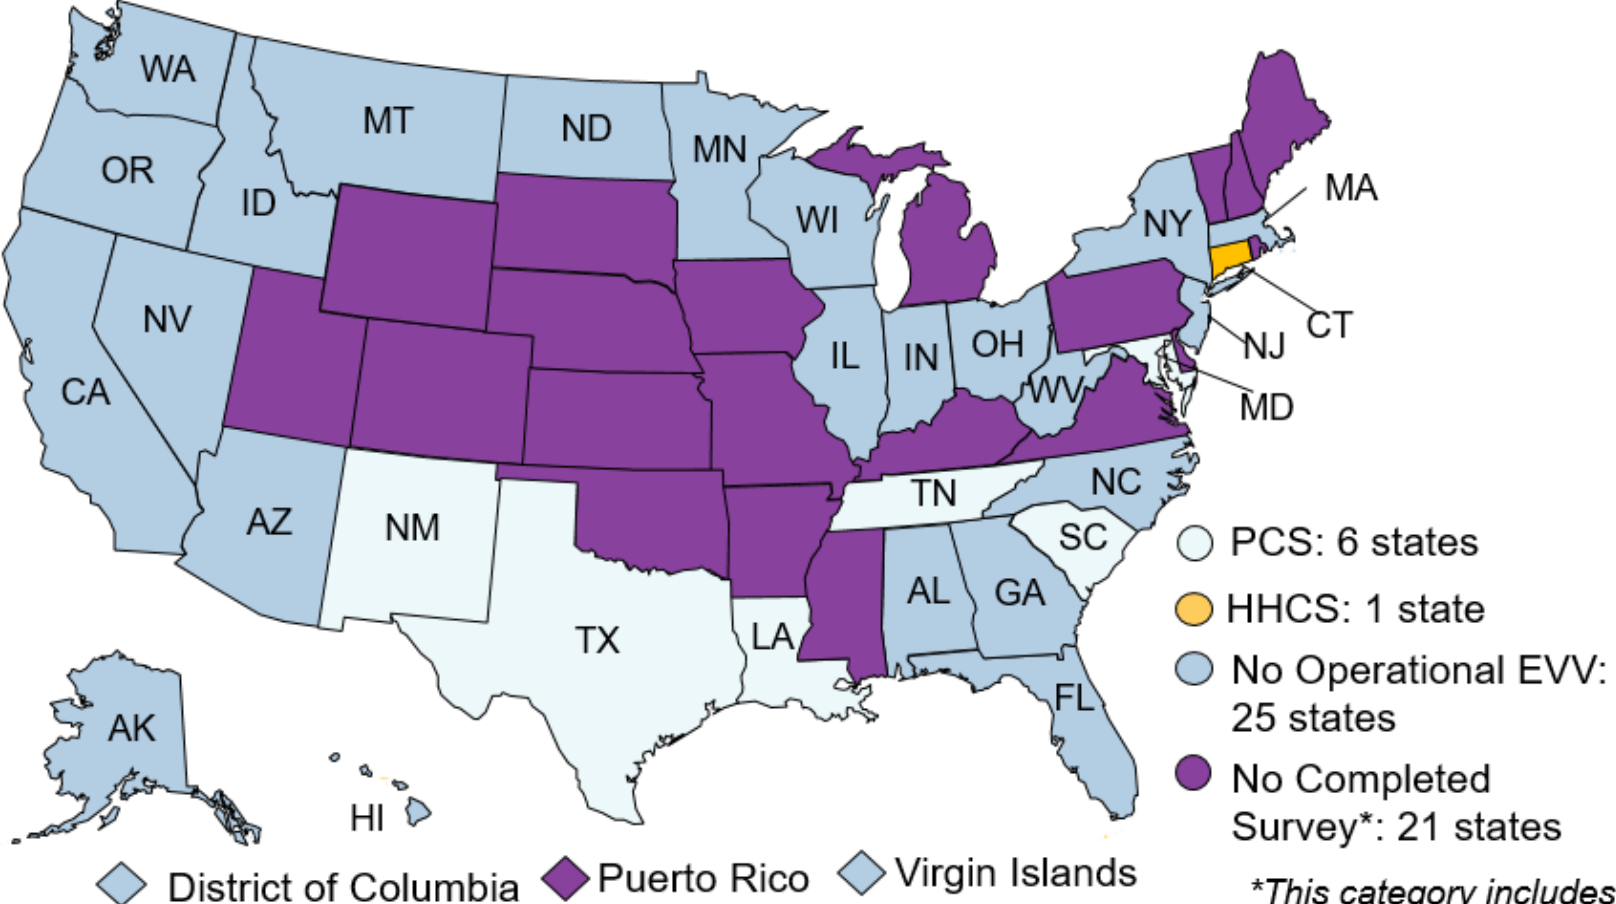 WA
MT
ND
MN
OR
ID
WI
NY
MA
NV
CA
IL
IN
OH
WV
NJ
CT
MD
AZ
NM
TN
NC
SC
TX
LA
AL
GA
FL
AK
HI
PCS: 6 states
HHCS: 1 state
No Operational EVV:
25 states
No Completed
Survey*: 21 states
District of Columbia
Puerto Rico
Virgin Islands
*This category includes